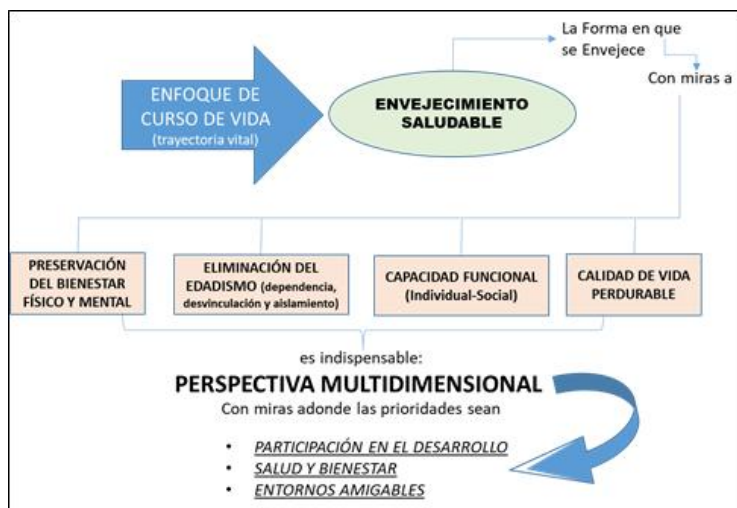 La Forma en que
se Envejece
Con miras a
ENFOQUE DE
CURSO DE VIDA
(trayectoria vital)
ENVEJECIMIENTO
SALUDABLE
PRESERVACIÓN
DEL BIENESTAR
FÍSICO Y MENTAL
ELIMINACIÓN DEL
EDADISMO (dependencia,
desvinculación y aislamiento)
CAPACIDAD FUNCIONAL
(Individual-Social)
CALIDAD DE VIDA
PERDURABLE
es indispensable:
PERSPECTIVA MULTIDIMENSIONAL
Con miras adonde las prioridades sean
• PARTICIPACIÓN EN EL DESARROLLO
• SALUD Y BIENESTAR
• ENTORNOS AMIGABLES